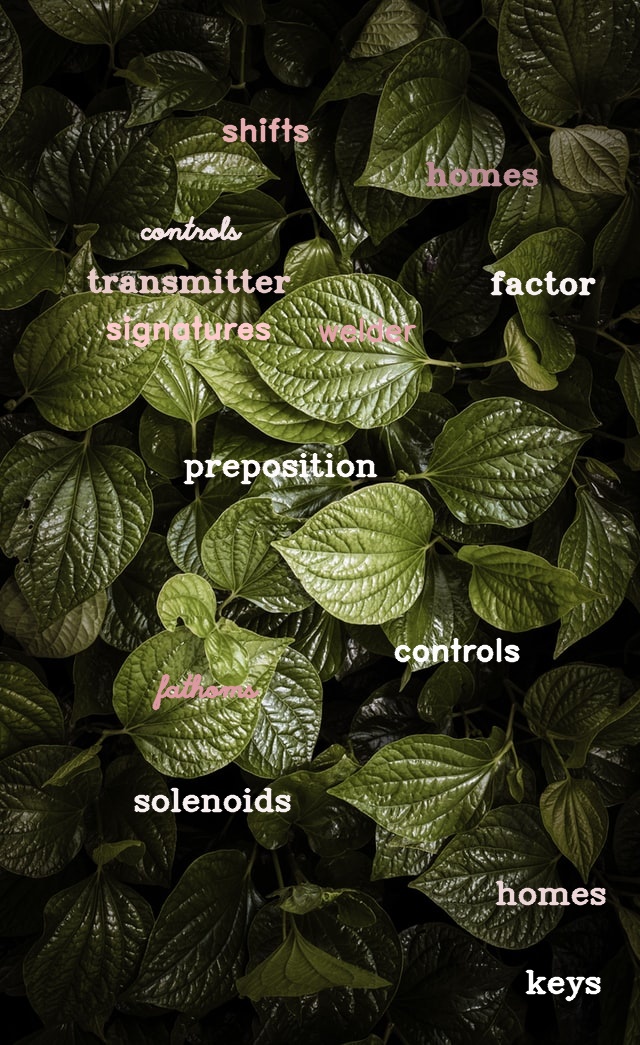 shifts
homes
controls
transmitter
factor
signatures
welder
preposition
controls
fathoms
solenoids
homes
keys